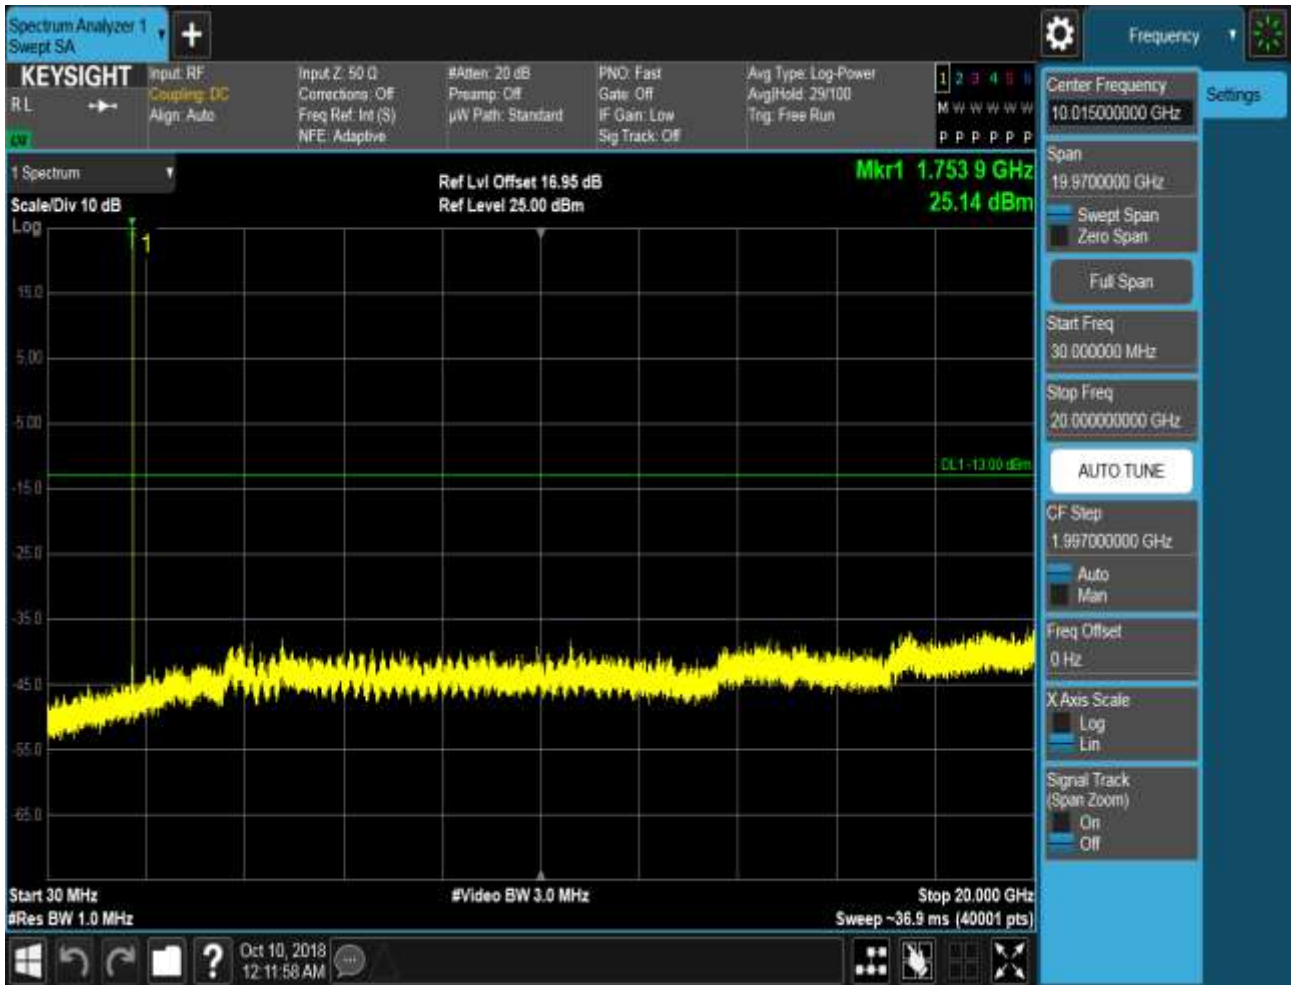 Spectrum Analyzer 1
Swept SA
+
Frequency
KEYSIGHT
R L
LW
Input: RF
Coupling: DC
Align: Auto
Input Z: 50 Ω
Corrections: Off
Freq Ref: Int (S)
NFE: Adaptive
#Atten: 20 dB
Preamp: Off
µW Path: Standard
PNO: Fast
Gate: Off
IF Gain: Low
Sig Track: Off
Avg Type: Log-Power
Avg|Hold: 29/100
Trig: Free Run
1 2 3 4 5 6
M W W W W W
P P P P P P
1 Spectrum
Scale/Div 10 dB
Log
Ref Lvl Offset 16.95 dB
Ref Level 25.00 dBm
Mkr1 1.753 9 GHz
25.14 dBm
1
15.0
5.00
-5.00
DL1 -13.00 dBm
-15.0
-25.0
-35.0
-45.0
-55.0
-65.0
Start 30 MHz
#Res BW 1.0 MHz
#Video BW 3.0 MHz
Stop 20.000 GHz
Sweep ~36.9 ms (40001 pts)
Center Frequency
10.015000000 GHz
Settings
Span
19.9700000 GHz
Swept Span
Zero Span
Full Span
Start Freq
30.000000 MHz
Stop Freq
20.000000000 GHz
AUTO TUNE
CF Step
1.997000000 GHz
Auto
Man
Freq Offset
0 Hz
X Axis Scale
Log
Lin
Signal Track
(Span Zoom)
On
Off
?
Oct 10, 2018
12:11:58 AM